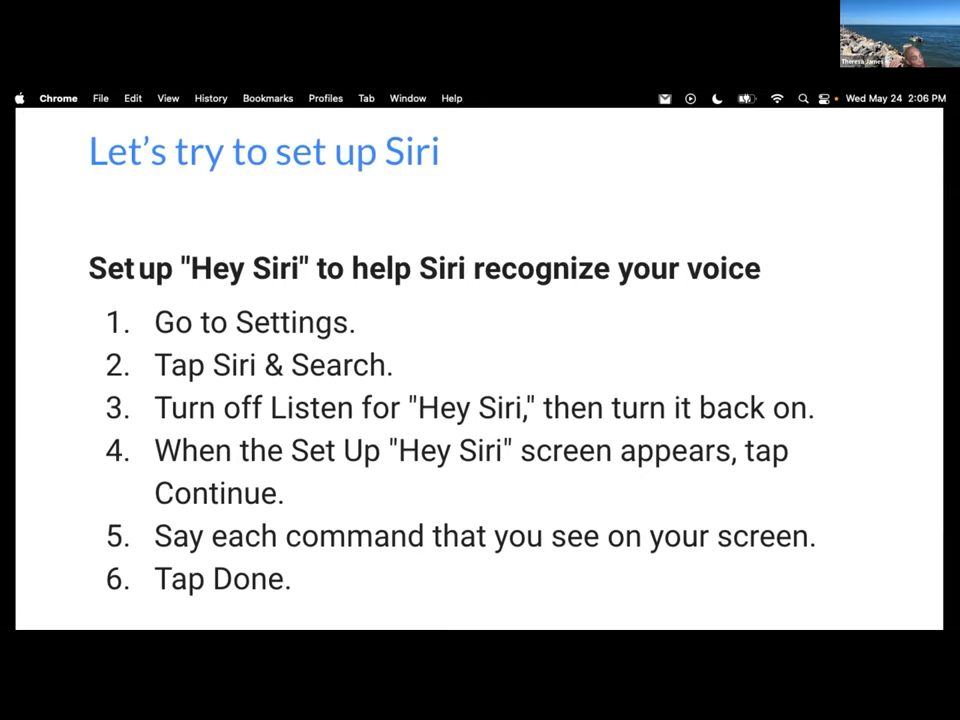 Theresa James
Chrome File Edit View History Bookmarks Profiles Tab Window Help Wed May 24 2:06 PM
Let's try to set up Siri
Set up "Hey Siri" to help Siri recognize your voice
1. Go to Settings.
2. Tap Siri & Search.
3. Turn off Listen for "Hey Siri," then turn it back on.
4. When the Set Up "Hey Siri" screen appears, tap
Continue.
5. Say each command that you see on your screen.
6. Tap Done.